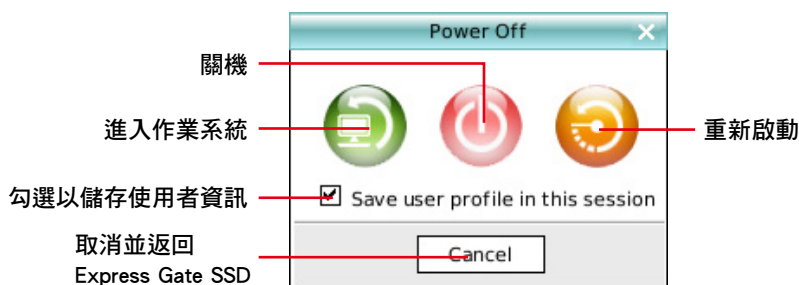 Power Off
關機
進入作業系統
重新啟動
勾選以儲存使用者資訊
Save user profile in this session
取消並返回
Express Gate SSD
Cancel